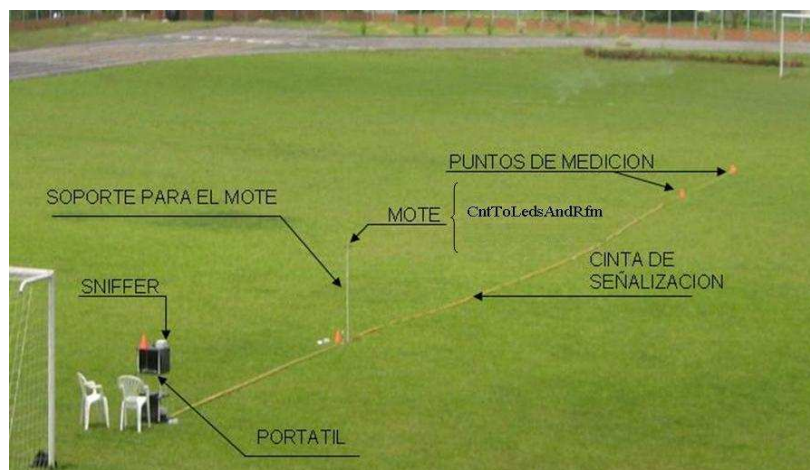 PUNTOS DE MEDICION
SOPORTE PARA EL MOTE
MOTE
CntToLedsAndRfm
CINTA DE
SEÑALIZACION
SNIFFER
PORTATIL